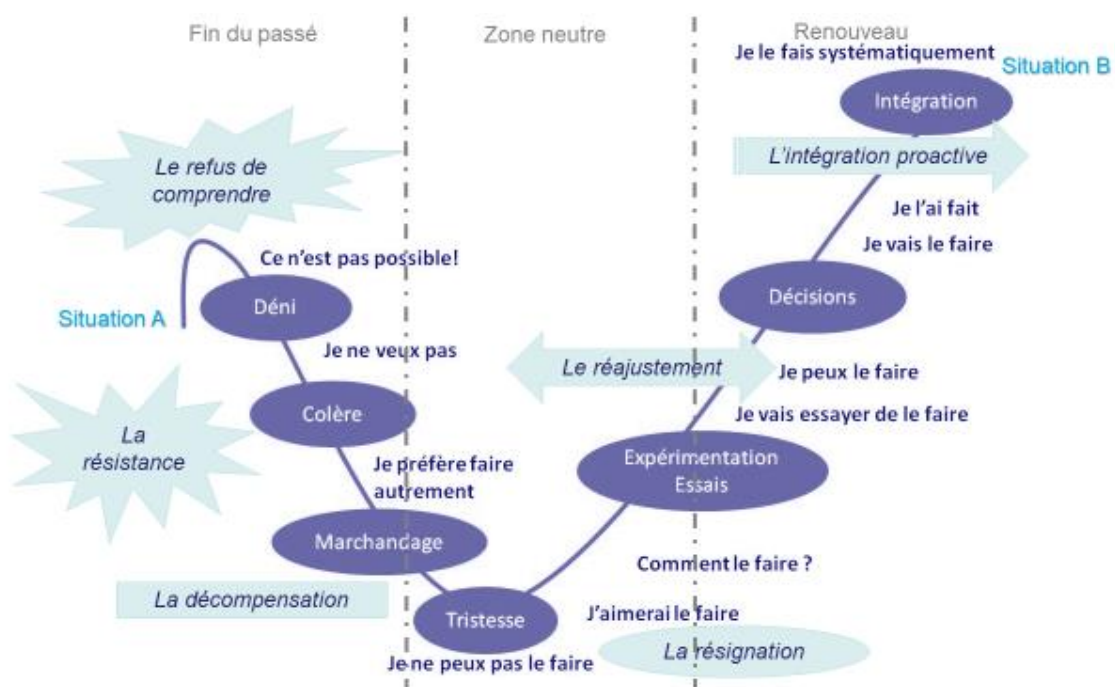 Fin du passé
Zone neutre
Renouveau
Je le fais systématiquement
Situation B
Intégration
Le refus de
comprendre
L'intégration proactive
Je l'ai fait
Je vais le faire
Ce n'est pas possible!
Déni
Décisions
Situation A
Je ne veux pas
Le réajustement
Je peux le faire
Colère
Je vais essayer de le faire
La
résistance
Je préfère faire
autrement
Expérimentation
Essais
Marchandage
Comment le faire ?
La décompensation
Tristesse
J'aimerai le faire
Je ne peux pas le faire
La résignation